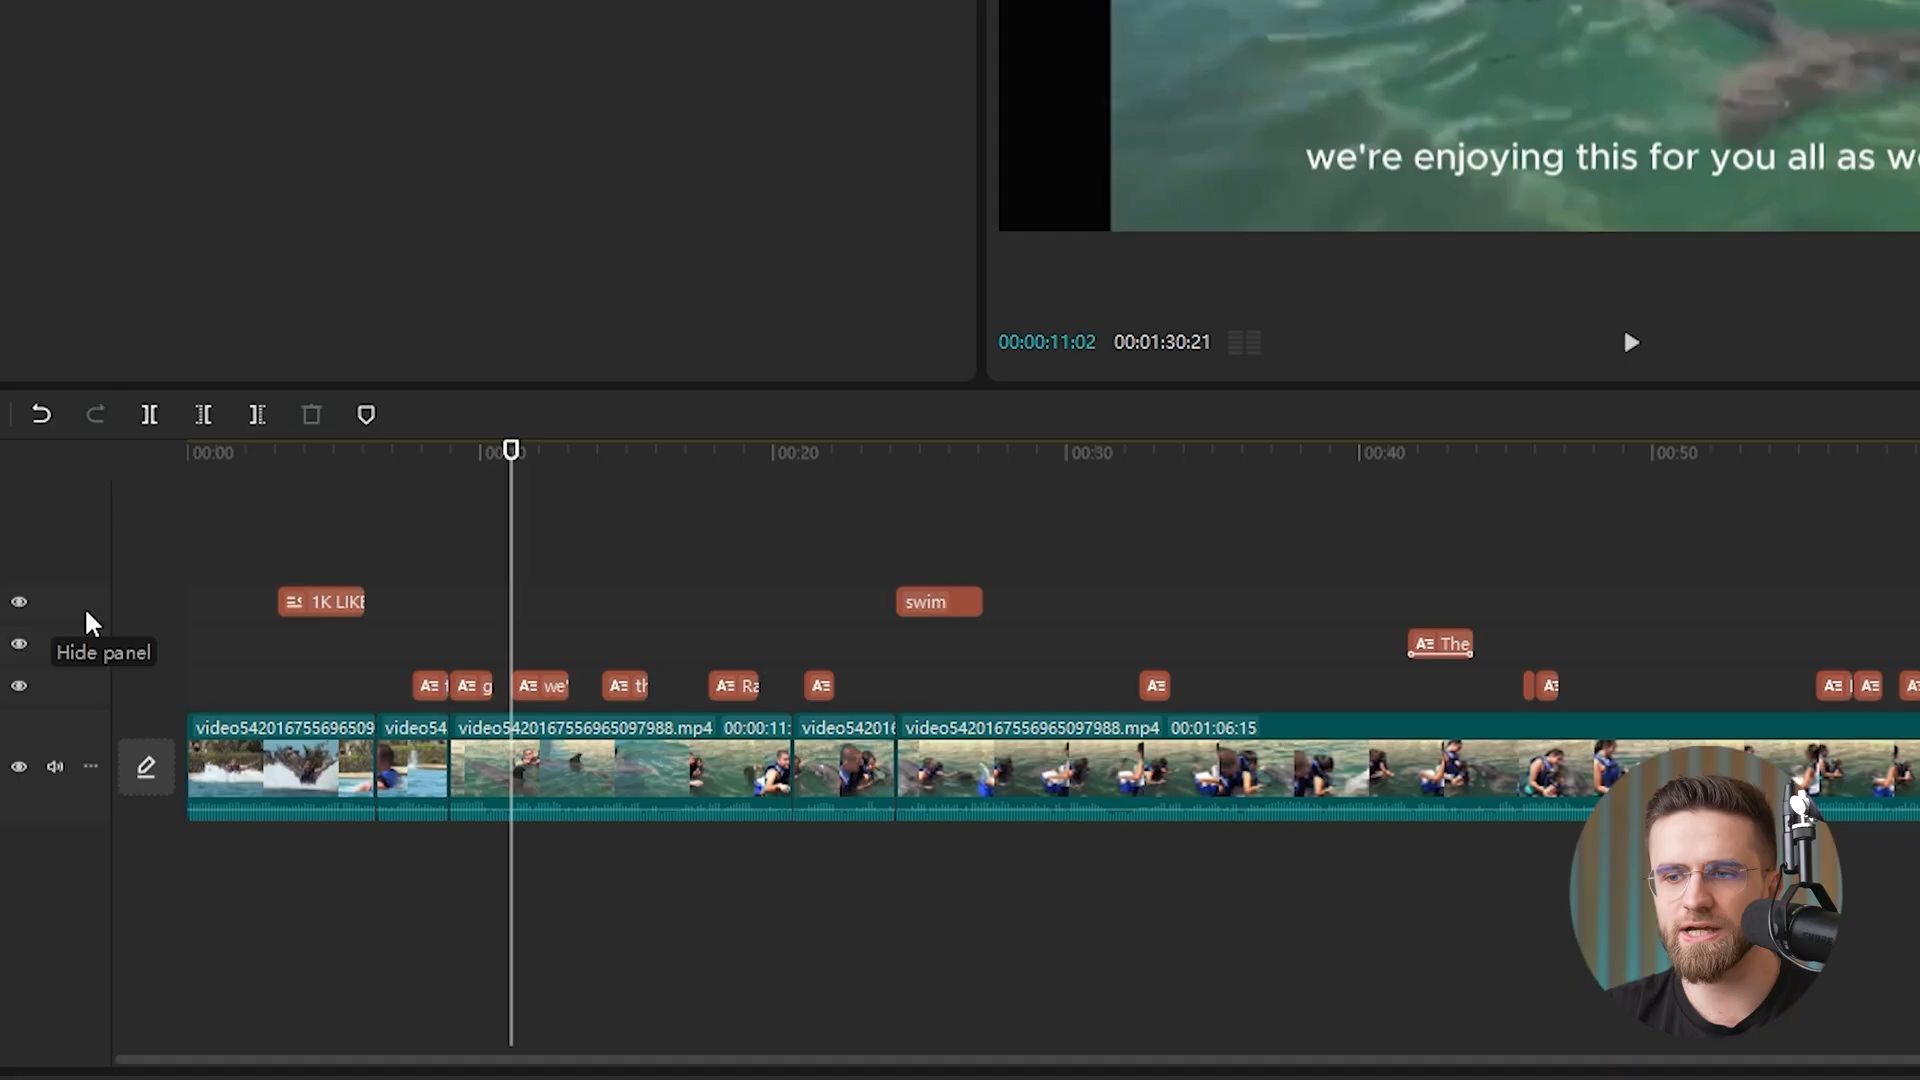 we're enjoying this for you all as we
00:00:11:02 00:01:30:21
00:00 00:20 00:30 00:40 00:50
1K LIKE swim
Hide panel
The
g we' th Ra
video542016755696509 video54 video5420167556965097988.mp4 00:00:11: video54201 video5420167556965097988.mp4 00:01:06:15